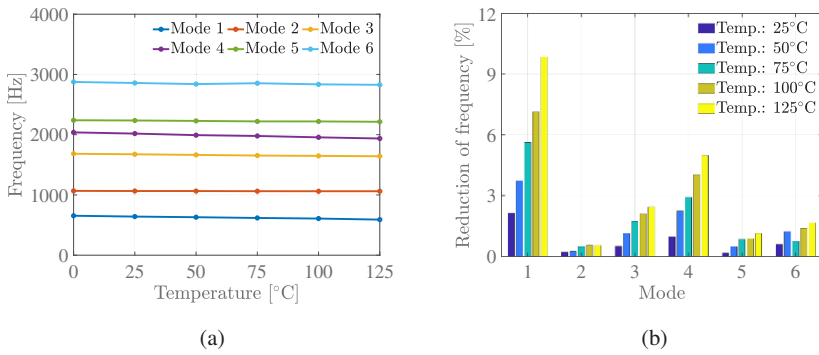 4000
3000
2000
1000
0
Frequency [Hz]
Mode 1 Mode 2 Mode 3
Mode 4 Mode 5 Mode 6
0 25 50 75 100 125
Temperature [°C]
(a)
12
9
6
3
0
Reduction of frequency [%]
Temp.: 25°C
Temp.: 50°C
Temp.: 75°C
Temp.: 100°C
Temp.: 125°C
1 2 3 4 5 6
Mode
(b)